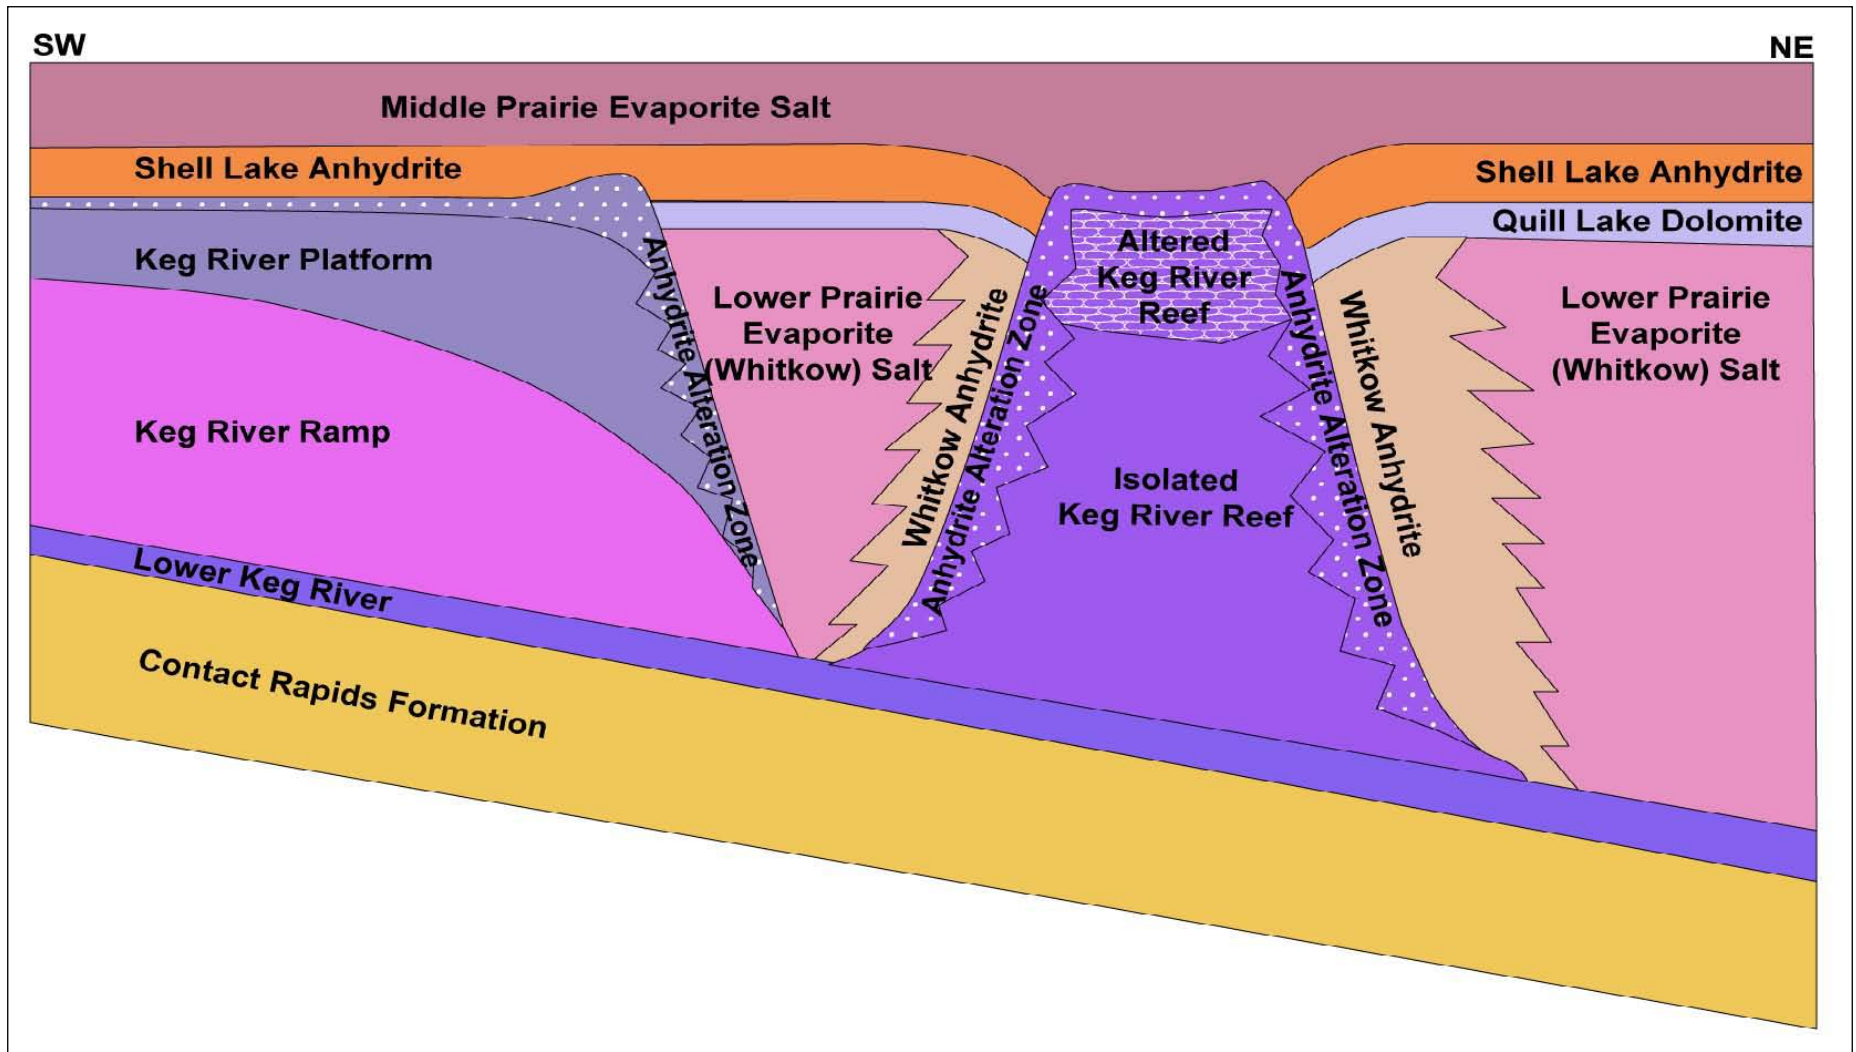 SW
NE
Middle Prairie Evaporite Salt
Shell Lake Anhydrite
Shell Lake Anhydrite
Quill Lake Dolomite
Keg River Platform
Anhydrite Alteration Zone
Lower Prairie
Evaporite
(Whitkow) Salt
Whitkow Anhydrite
Anhydrite Alteration Zone
Altered
Keg River
Reef
Anhydrite Alteration Zone
Whitkow Anhydrite
Lower Prairie
Evaporite
(Whitkow) Salt
Keg River Ramp
Isolated
Keg River Reef
Lower Keg River
Contact Rapids Formation